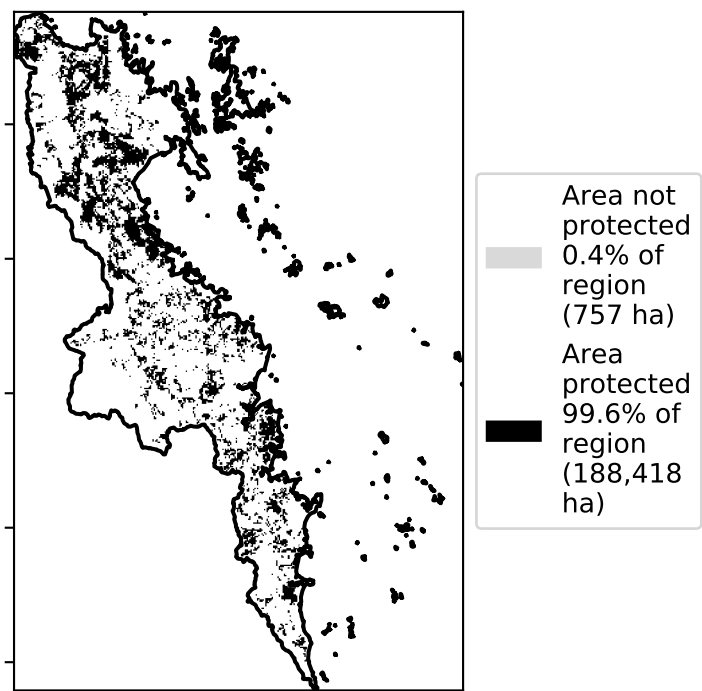 Area not
protected
0.4% of
region
(757 ha)
Area
protected
99.6% of
region
(188,418
ha)